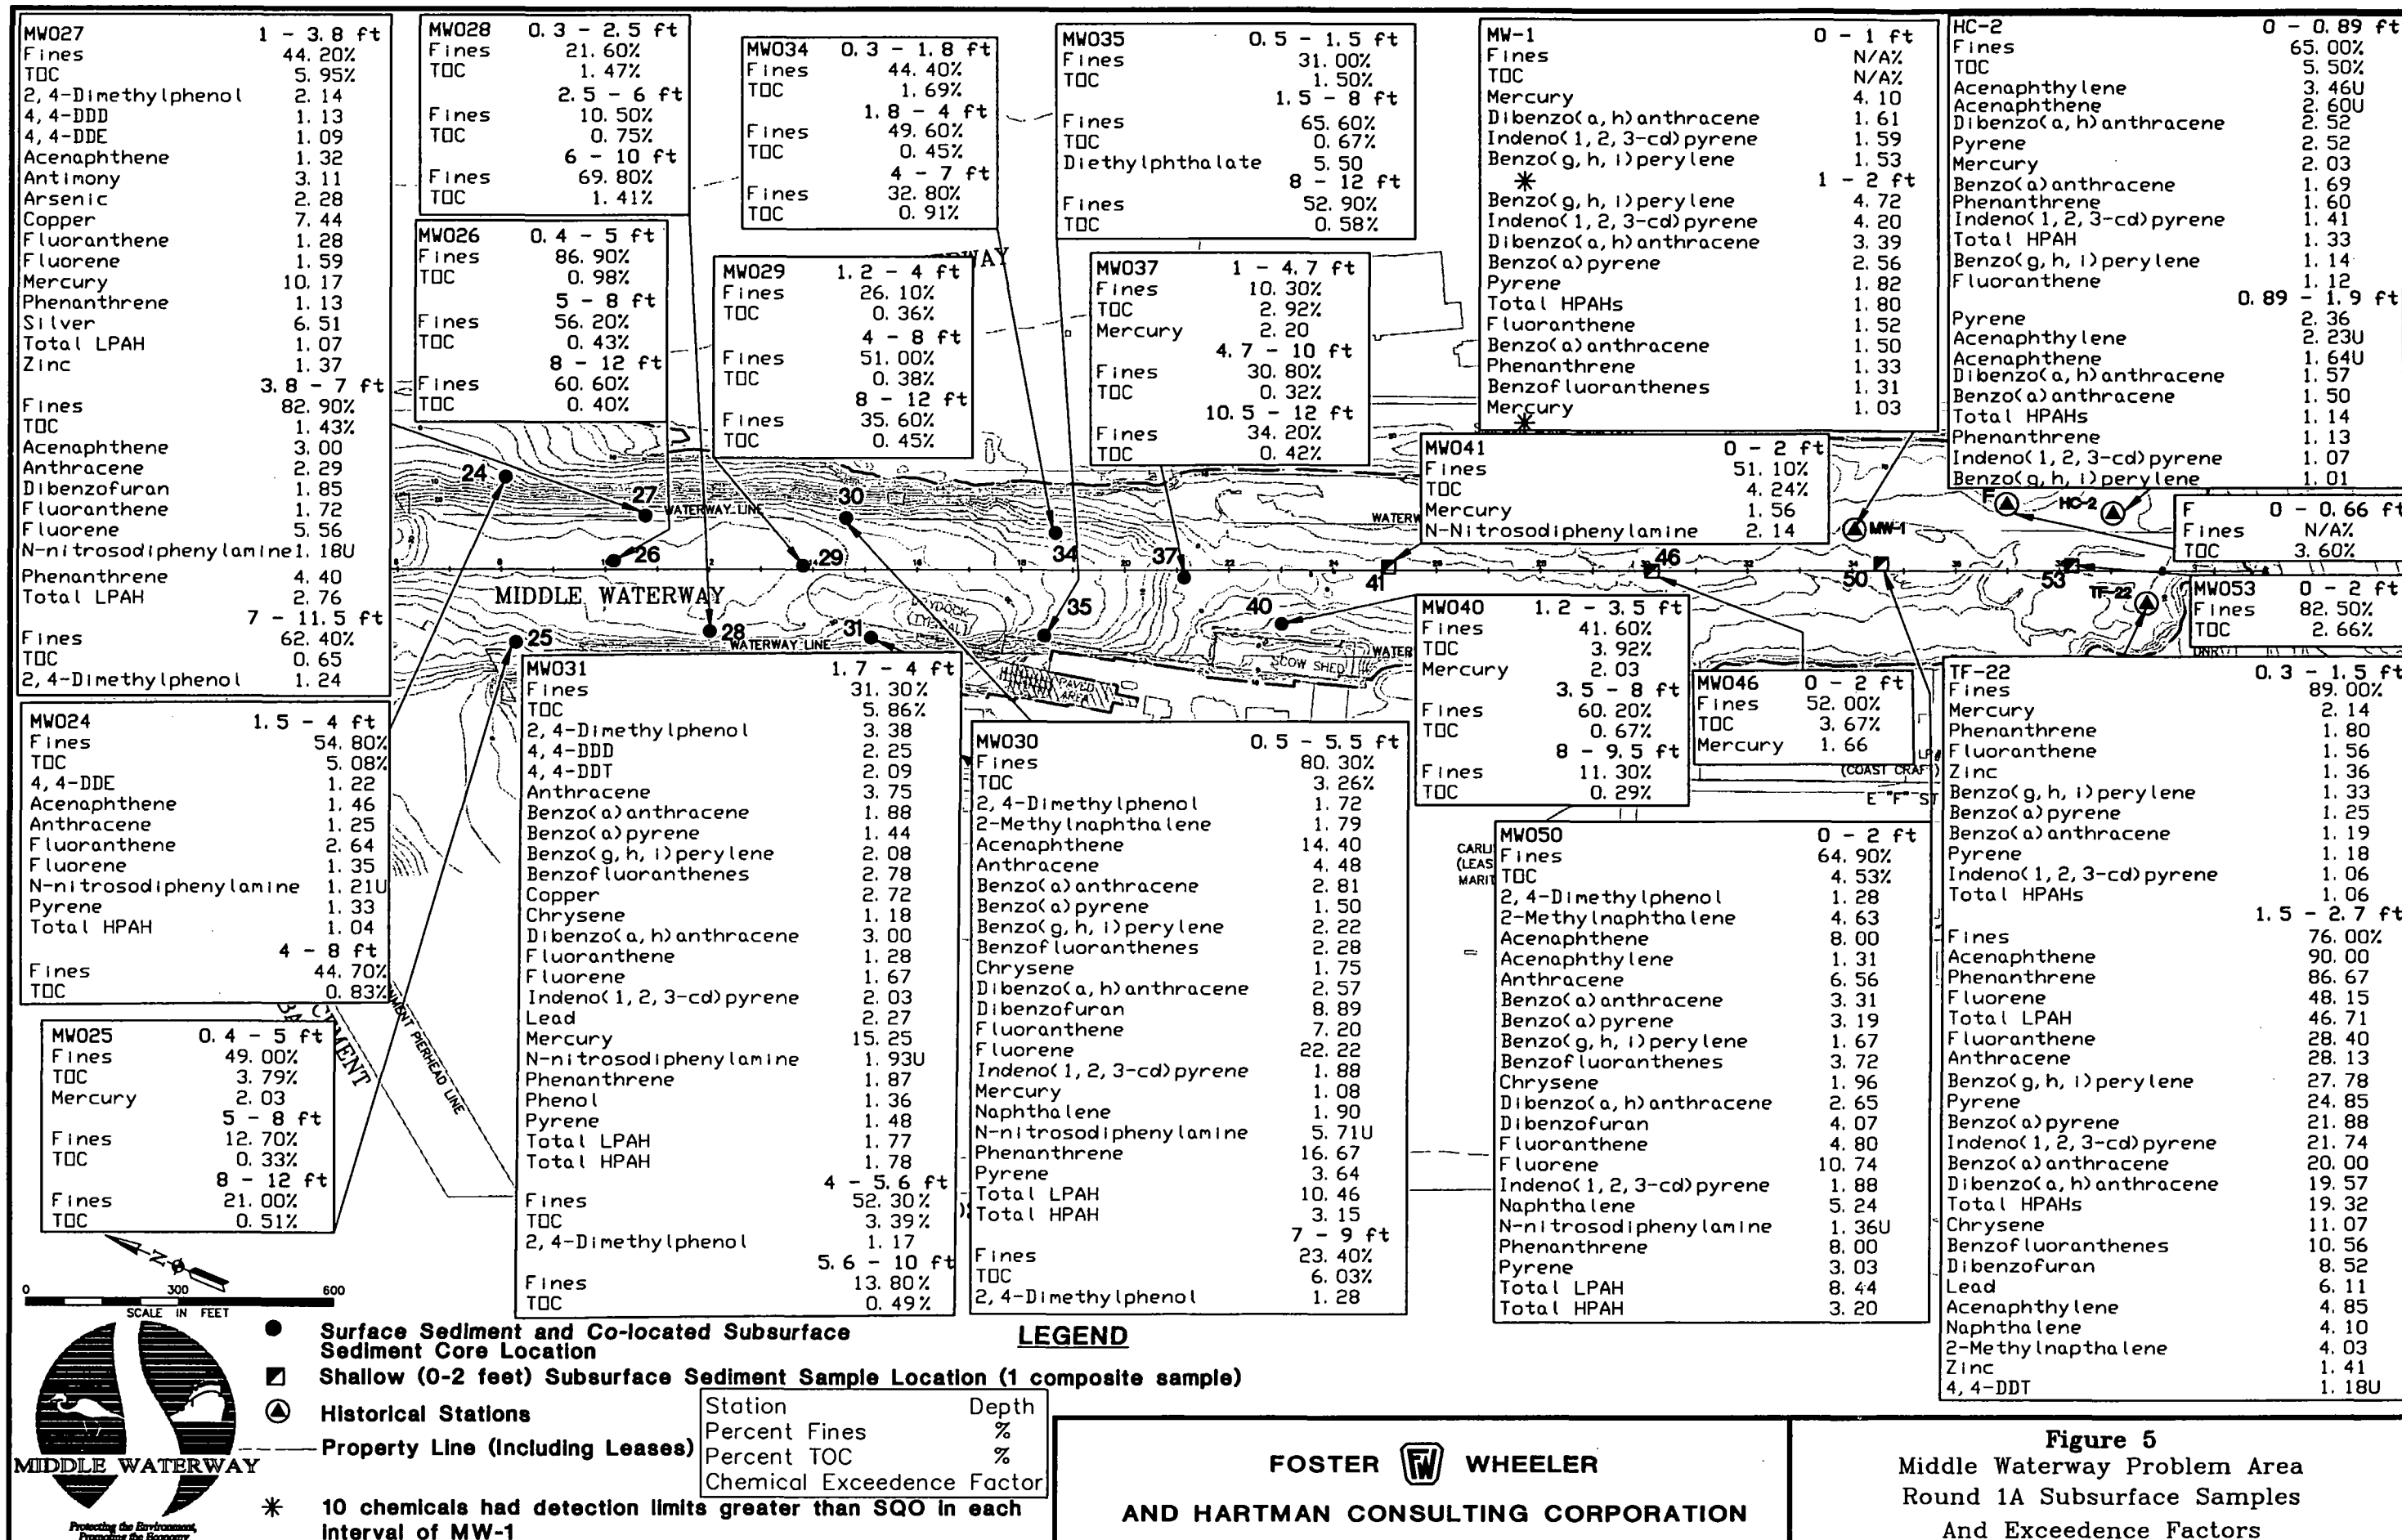 MW027 1 - 3.8 ft
Fines 44.20%
TOC 5.95%
2,4-Dimethylphenol 2.14
4,4-DDD 1.13
4,4-DDE 1.09
Acenaphthene 1.32
Antimony 3.11
Arsenic 2.28
Copper 7.44
Fluoranthene 1.28
Fluorene 1.59
Mercury 10.17
Phenanthrene 1.13
Silver 6.51
Total LPAH 1.07
Zinc 1.37
3.8 - 7 ft
Fines 82.90%
TOC 1.43%
Acenaphthene 3.00
Anthracene 2.29
Dibenzofuran 1.85
Fluoranthene 1.72
Fluorene 5.56
N-nitrosodiphenylamine 1.18U
Phenanthrene 4.40
Total LPAH 2.76
7 - 11.5 ft
Fines 62.40%
TOC 0.65
2,4-Dimethylphenol 1.24
MW028 0.3 - 2.5 ft
Fines 21.60%
TOC 1.47%
2.5 - 6 ft
Fines 10.50%
TOC 0.75%
6 - 10 ft
Fines 69.80%
TOC 1.41%
MW026 0.4 - 5 ft
Fines 86.90%
TOC 0.98%
5 - 8 ft
Fines 56.20%
TOC 0.43%
8 - 12 ft
Fines 60.60%
TOC 0.40%
MW034 0.3 - 1.8 ft
Fines 44.40%
TOC 1.69%
1.8 - 4 ft
Fines 49.60%
TOC 0.45%
4 - 7 ft
Fines 32.80%
TOC 0.91%
MW029 1.2 - 4 ft
Fines 26.10%
TOC 0.36%
4 - 8 ft
Fines 51.00%
TOC 0.38%
8 - 12 ft
Fines 35.60%
TOC 0.45%
MW035 0.5 - 1.5 ft
Fines 31.00%
TOC 1.50%
1.5 - 8 ft
Fines 65.60%
TOC 0.67%
Diethylphthalate 5.50
8 - 12 ft
Fines 52.90%
TOC 0.58%
MW037 1 - 4.7 ft
Fines 10.30%
TOC 2.92%
Mercury 2.20
4.7 - 10 ft
Fines 30.80%
TOC 0.32%
10.5 - 12 ft
Fines 34.20%
TOC 0.42%
MW-1 0 - 1 ft
Fines N/A%
TOC N/A%
Mercury 4.10
Dibenzo(a,h)anthracene 1.61
Indeno(1,2,3-cd)pyrene 1.59
Benzo(g,h,i)perylene 1.53
* 1 - 2 ft
Benzo(g,h,i)perylene 4.72
Indeno(1,2,3-cd)pyrene 4.20
Dibenzo(a,h)anthracene 3.39
Benzo(a)pyrene 2.56
Pyrene 1.82
Total HPAHs 1.80
Fluoranthene 1.52
Benzo(a)anthracene 1.50
Phenanthrene 1.33
Benzofluoranthenes 1.31
Mercury 1.03
*
HC-2 0 - 0.89 ft
Fines 65.00%
TOC 5.50%
Acenaphthylene 3.46U
Acenaphthene 2.60U
Dibenzo(a,h)anthracene 2.52
Pyrene 2.52
Mercury 2.03
Benzo(a)anthracene 1.69
Phenanthrene 1.60
Indeno(1,2,3-cd)pyrene 1.41
Total HPAH 1.33
Benzo(g,h,i)perylene 1.14
Fluoranthene 1.12
0.89 - 1.9 ft
Pyrene 2.36
Acenaphthylene 2.23U
Acenaphthene 1.64U
Dibenzo(a,h)anthracene 1.57
Benzo(a)anthracene 1.50
Total HPAHs 1.14
Phenanthrene 1.13
Indeno(1,2,3-cd)pyrene 1.07
Benzo(g,h,i)perylene 1.01
MW041 0 - 2 ft
Fines 51.10%
TOC 4.24%
Mercury 1.56
N-Nitrosodiphenylamine 2.14
F 0 - 0.66 ft
Fines N/A%
TOC 3.60%
MW053 0 - 2 ft
Fines 82.50%
TOC 2.66%
24
27
WATERWAY LINE
30
34
F
HC-2
MW-1
26
29
37
41
46
50
53
TF-22
MIDDLE WATERWAY
25
28
WATERWAY LINE
31
DRYDOCK
35
40
SCOW SHED
PAVED
AREA
MW024 1.5 - 4 ft
Fines 54.80%
TOC 5.08%
4,4-DDE 1.22
Acenaphthene 1.46
Anthracene 1.25
Fluoranthene 2.64
Fluorene 1.35
N-nitrosodiphenylamine 1.21U
Pyrene 1.33
Total HPAH 1.04
4 - 8 ft
Fines 44.70%
TOC 0.83%
MW025 0.4 - 5 ft
Fines 49.00%
TOC 3.79%
Mercury 2.03
5 - 8 ft
Fines 12.70%
TOC 0.33%
8 - 12 ft
Fines 21.00%
TOC 0.51%
PIERHEAD LINE
MW031 1.7 - 4 ft
Fines 31.30%
TOC 5.86%
2,4-Dimethylphenol 3.38
4,4-DDD 2.25
4,4-DDT 2.09
Anthracene 3.75
Benzo(a)anthracene 1.88
Benzo(a)pyrene 1.44
Benzo(g,h,i)perylene 2.08
Benzofluoranthenes 2.78
Copper 2.72
Chrysene 1.18
Dibenzo(a,h)anthracene 3.00
Fluoranthene 1.28
Fluorene 1.67
Indeno(1,2,3-cd)pyrene 2.03
Lead 2.27
Mercury 15.25
N-nitrosodiphenylamine 1.93U
Phenanthrene 1.87
Phenol 1.36
Pyrene 1.48
Total LPAH 1.77
Total HPAH 1.78
4 - 5.6 ft
Fines 52.30%
TOC 3.39%
2,4-Dimethylphenol 1.17
5.6 - 10 ft
Fines 13.80%
TOC 0.49%
MW030 0.5 - 5.5 ft
Fines 80.30%
TOC 3.26%
2,4-Dimethylphenol 1.72
2-Methylnaphthalene 1.79
Acenaphthene 14.40
Anthracene 4.48
Benzo(a)anthracene 2.81
Benzo(a)pyrene 1.50
Benzo(g,h,i)perylene 2.22
Benzofluoranthenes 2.28
Chrysene 1.75
Dibenzo(a,h)anthracene 2.57
Dibenzofuran 8.89
Fluoranthene 7.20
Fluorene 22.22
Indeno(1,2,3-cd)pyrene 1.88
Mercury 1.08
Naphthalene 1.90
N-nitrosodiphenylamine 5.71U
Phenanthrene 16.67
Pyrene 3.64
Total LPAH 10.46
Total HPAH 3.15
7 - 9 ft
Fines 23.40%
TOC 6.03%
2,4-Dimethylphenol 1.28
MW040 1.2 - 3.5 ft
Fines 41.60%
TOC 3.92%
Mercury 2.03
3.5 - 8 ft
Fines 60.20%
TOC 0.67%
8 - 9.5 ft
Fines 11.30%
TOC 0.29%
MW046 0 - 2 ft
Fines 52.00%
TOC 3.67%
Mercury 1.66
(COAST CRAFT)
E "F" ST
MW050 0 - 2 ft
Fines 64.90%
TOC 4.53%
2,4-Dimethylphenol 1.28
2-Methylnaphthalene 4.63
Acenaphthene 8.00
Acenaphthylene 1.31
Anthracene 6.56
Benzo(a)anthracene 3.31
Benzo(a)pyrene 3.19
Benzo(g,h,i)perylene 1.67
Benzofluoranthenes 3.72
Chrysene 1.96
Dibenzo(a,h)anthracene 2.65
Dibenzofuran 4.07
Fluoranthene 4.80
Fluorene 10.74
Indeno(1,2,3-cd)pyrene 1.88
Naphthalene 5.24
N-nitrosodiphenylamine 1.36U
Phenanthrene 8.00
Pyrene 3.03
Total LPAH 8.44
Total HPAH 3.20
TF-22 0.3 - 1.5 ft
Fines 89.00%
Mercury 2.14
Phenanthrene 1.80
Fluoranthene 1.56
Zinc 1.36
Benzo(g,h,i)perylene 1.33
Benzo(a)pyrene 1.25
Benzo(a)anthracene 1.19
Pyrene 1.18
Indeno(1,2,3-cd)pyrene 1.06
Total HPAHs 1.06
1.5 - 2.7 ft
Fines 76.00%
Acenaphthene 90.00
Phenanthrene 86.67
Fluorene 48.15
Total LPAH 46.71
Fluoranthene 28.40
Anthracene 28.13
Benzo(g,h,i)perylene 27.78
Pyrene 24.85
Benzo(a)pyrene 21.88
Indeno(1,2,3-cd)pyrene 21.74
Benzo(a)anthracene 20.00
Dibenzo(a,h)anthracene 19.57
Total HPAHs 19.32
Chrysene 11.07
Benzofluoranthenes 10.56
Dibenzofuran 8.52
Lead 6.11
Acenaphthylene 4.85
Naphthalene 4.10
2-Methylnapthalene 4.03
Zinc 1.41
4,4-DDT 1.18U
N
0 300 600
SCALE IN FEET
LEGEND
Surface Sediment and Co-located Subsurface
Sediment Core Location
Shallow (0-2 feet) Subsurface Sediment Sample Location (1 composite sample)
Historical Stations
Property Line (Including Leases)
* 10 chemicals had detection limits greater than SQO in each
interval of MW-1
Station Depth
Percent Fines %
Percent TOC %
Chemical Exceedence Factor
MIDDLE WATERWAY
Protecting the Environment,
Promoting the Economy
FOSTER FW WHEELER
AND HARTMAN CONSULTING CORPORATION
Figure 5
Middle Waterway Problem Area
Round 1A Subsurface Samples
And Exceedence Factors